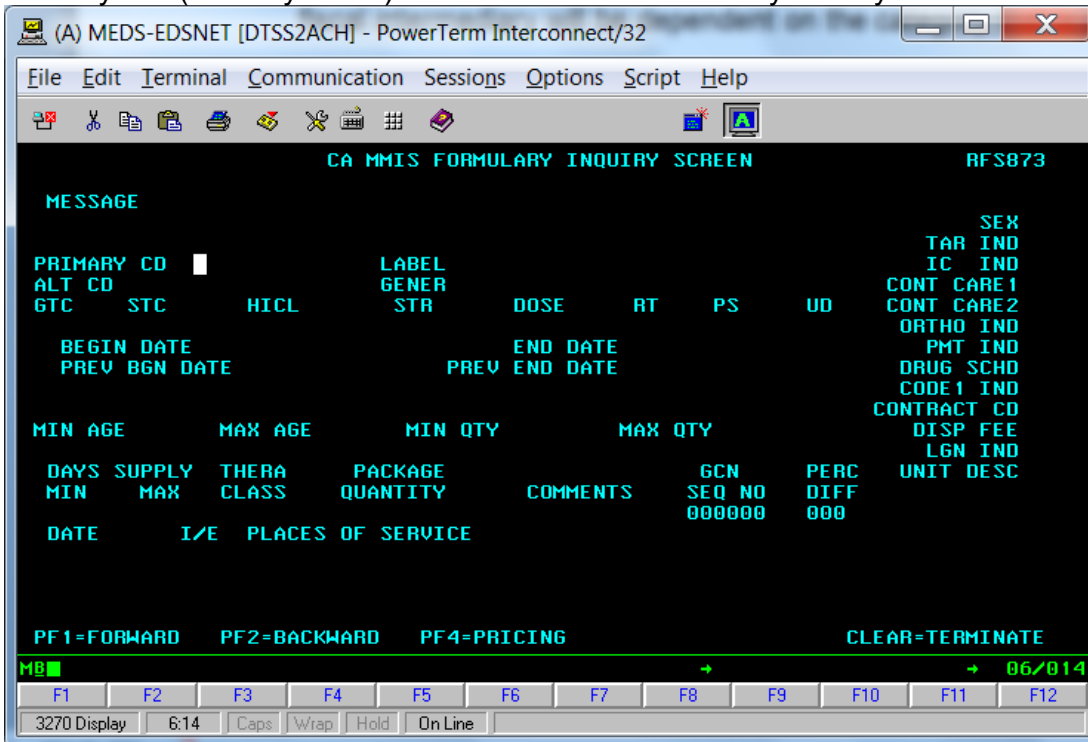 (A) MEDS-EDSNET [DTSS2ACH] - PowerTerm Interconnect/32
File Edit Terminal Communication Sessions Options Script Help
CA MMIS FORMULARY INQUIRY SCREEN RFS873
MESSAGE
SEX
TAR IND
PRIMARY CD LABEL IC IND
ALT CD GENER CONT CARE1
GTC STC HICL STR DOSE RT PS UD CONT CARE2
ORTHO IND
BEGIN DATE END DATE PMT IND
PREV BGN DATE PREV END DATE DRUG SCHD
CODE1 IND
CONTRACT CD
MIN AGE MAX AGE MIN QTY MAX QTY DISP FEE
LGN IND
DAYS SUPPLY THERA PACKAGE GCN PERC UNIT DESC
MIN MAX CLASS QUANTITY COMMENTS SEQ NO DIFF
000000 000
DATE I/E PLACES OF SERVICE
PF1=FORWARD PF2=BACKWARD PF4=PRICING CLEAR=TERMINATE
MB → → 06/014
F1 F2 F3 F4 F5 F6 F7 F8 F9 F10 F11 F12
3270 Display 6:14 Caps Wrap Hold On Line